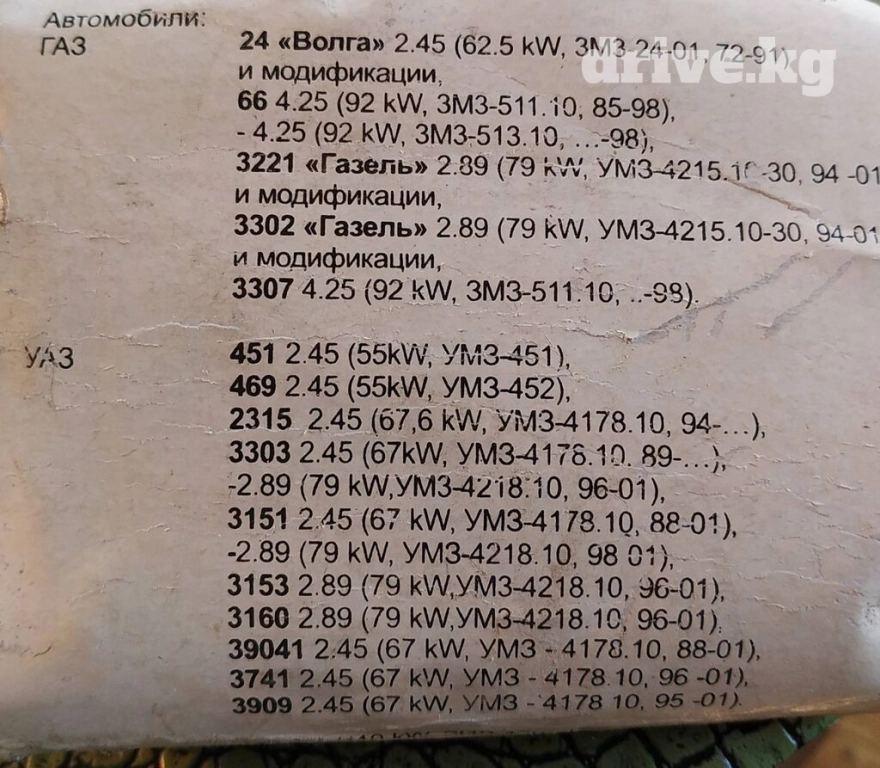 Автомобили:
ГАЗ 24 «Волга» 2.45 (62.5 kW, ЗМЗ-24-01, 72-91)
drive.kg
и модификации,
66 4.25 (92 kW, ЗМЗ-511.10, 85-98),
- 4.25 (92 kW, ЗМЗ-513.10, ...-98),
3221 «Газель» 2.89 (79 kW, УМЗ-4215.10-30, 94 -01
и модификации,
3302 «Газель» 2.89 (79 kW, УМЗ-4215.10-30, 94-01
и модификации,
3307 4.25 (92 kW, ЗМЗ-511.10, ..-98).
УАЗ 451 2.45 (55kW, УМЗ-451),
469 2.45 (55kW, УМЗ-452),
2315 2.45 (67,6 kW, УМЗ-4178.10, 94-...),
3303 2.45 (67kW, УМЗ-4178.10. 89-...),
-2.89 (79 kW,УМЗ-4218.10, 96-01),
3151 2.45 (67 kW, УМЗ-4178.10, 88-01),
-2.89 (79 kW, УМЗ-4218.10, 98 01),
3153 2.89 (79 kW,УМЗ-4218.10, 96-01),
3160 2.89 (79 kW,УМЗ-4218.10, 96-01),
39041 2.45 (67 kW, УМЗ - 4178.10, 88-01),
3741 2.45 (67 kW, УМЗ - 4178.10, 96 -01),
3909 2.45 (67 kW, УМЗ - 4178 10, 95 -01).